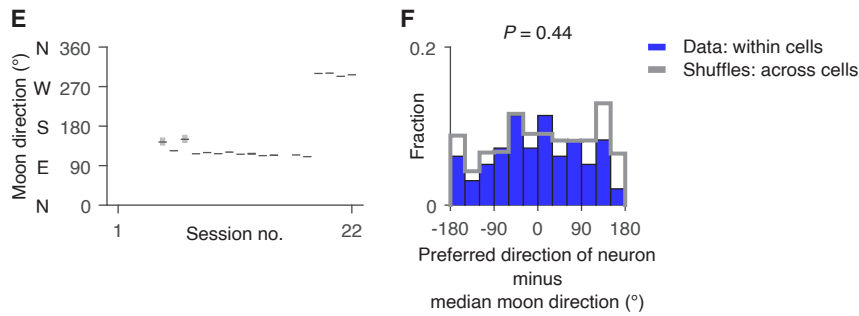 E
Moon direction (°)
N 360
W 270
S 180
E 90
N 0
1 22
Session no.
F
P = 0.44
Data: within cells
Shuffles: across cells
Fraction
0.2
0
-180 -90 0 90 180
Preferred direction of neuron
minus
median moon direction (°)